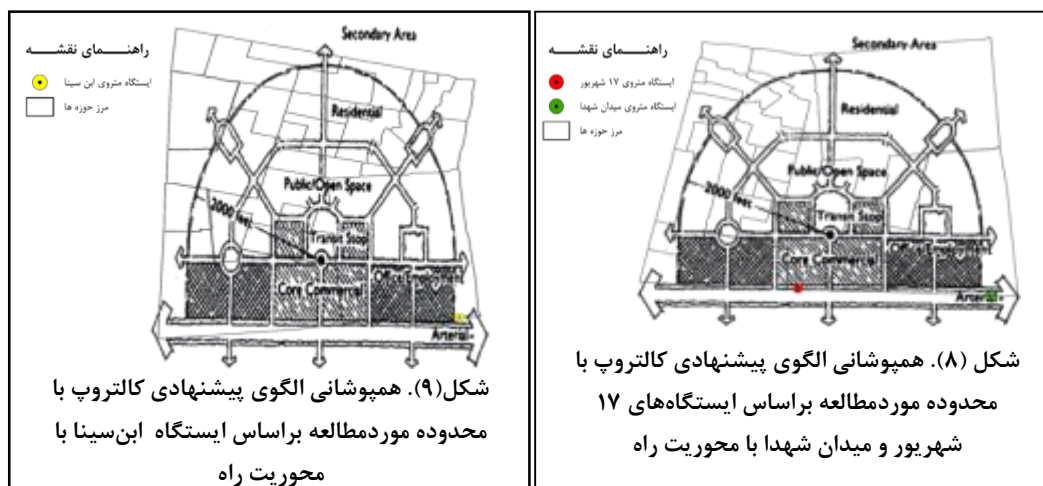 راهنمای نقشه
ایستگاه متروی ۱۷ شهریور
ایستگاه متروی میدان شهدا
مرز حوزه ها
Secondary Area
Residential
Public/Open Space
2000 feet
Transit Stop
Core Commercial
Office/Employment
Arterial
شکل (۸). همپوشانی الگوی پیشنهادی کالتروپ با
محدوده موردمطالعه براساس ایستگاه‌های ۱۷
شهریور و میدان شهدا با محوریت راه
راهنمای نقشه
ایستگاه متروی ابن سینا
مرز حوزه ها
Secondary Area
Residential
Public/Open Space
2000 feet
Transit Stop
Core Commercial
Office/Employment
Arterial
شکل(۹). همپوشانی الگوی پیشنهادی کالتروپ با
محدوده موردمطالعه براساس ایستگاه ابن‌سینا با
محوریت راه